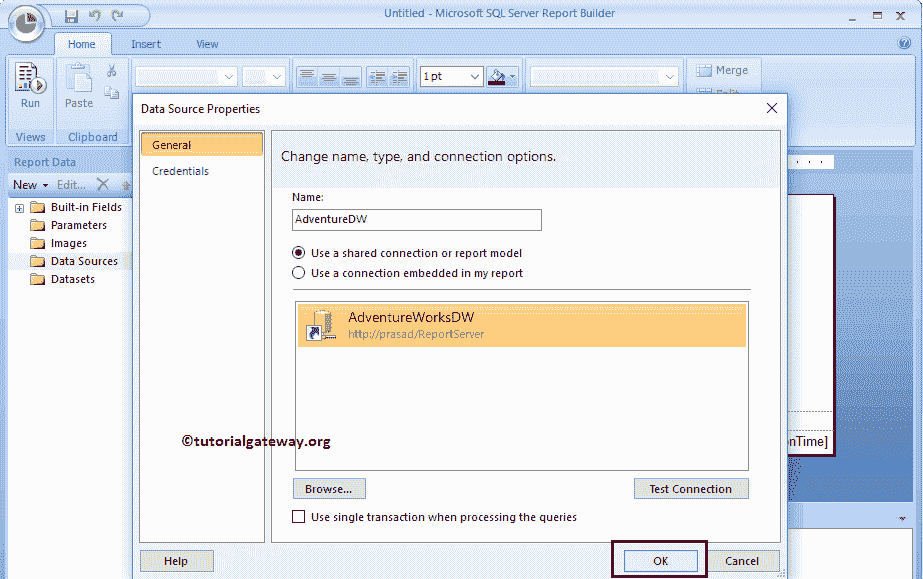 Untitled - Microsoft SQL Server Report Builder
Home Insert View
Run
Paste
1pt
Merge
Views Clipboard
Data Source Properties
Report Data
New Edit...
Built-in Fields
Parameters
Images
Data Sources
Datasets
General
Credentials
Change name, type, and connection options.
Name:
AdventureDW
Use a shared connection or report model
Use a connection embedded in my report
AdventureWorksDW
http://prasad/ReportServer
©tutorialgateway.org
onTime]
Browse... Test Connection
Use single transaction when processing the queries
Help OK Cancel